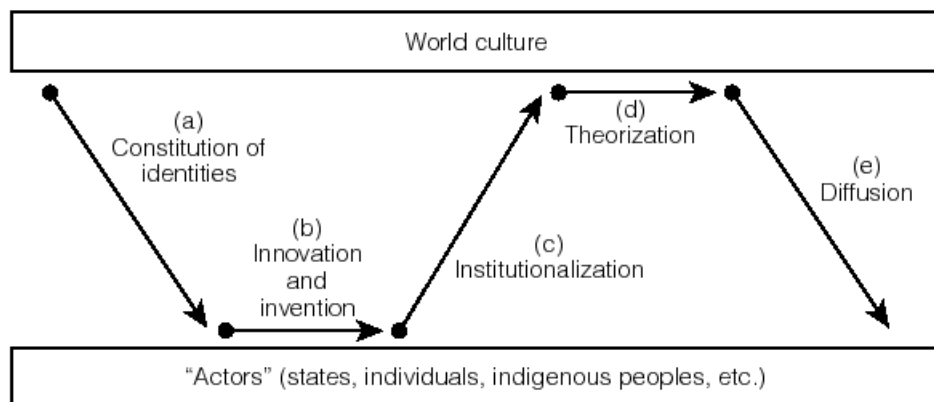 World culture
(a)
Constitution of
identities
(b)
Innovation
and
invention
(c)
Institutionalization
(d)
Theorization
(e)
Diffusion
“Actors” (states, individuals, indigenous peoples, etc.)